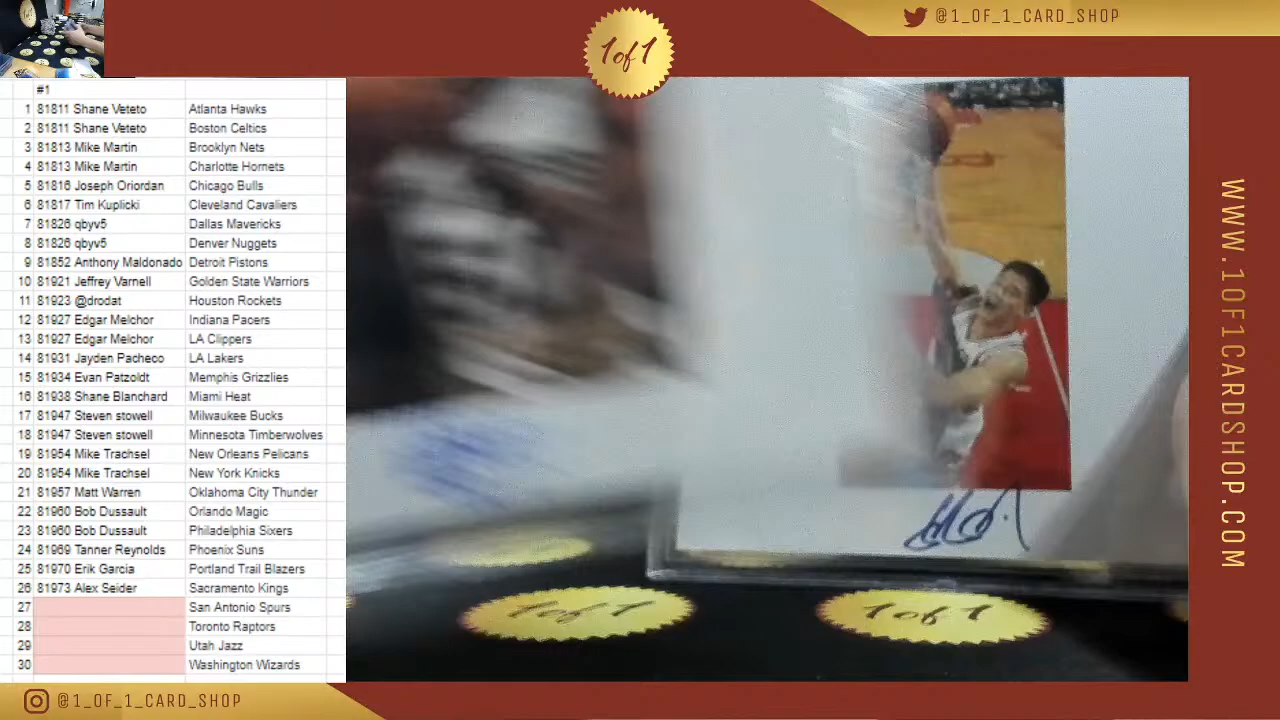 1of1
@1_OF_1_CARD_SHOP
#1
1 81811 Shane Veteto Atlanta Hawks
2 81811 Shane Veteto Boston Celtics
3 81813 Mike Martin Brooklyn Nets
4 81813 Mike Martin Charlotte Hornets
5 81816 Joseph Oriordan Chicago Bulls
6 81817 Tim Kuplicki Cleveland Cavaliers
7 81826 qbyv5 Dallas Mavericks
8 81826 qbyv5 Denver Nuggets
9 81852 Anthony Maldonado Detroit Pistons
10 81921 Jeffrey Varnell Golden State Warriors
11 81923 @drodat Houston Rockets
12 81927 Edgar Melchor Indiana Pacers
13 81927 Edgar Melchor LA Clippers
14 81931 Jayden Pacheco LA Lakers
15 81934 Evan Patzoldt Memphis Grizzlies
16 81938 Shane Blanchard Miami Heat
17 81947 Steven stowell Milwaukee Bucks
18 81947 Steven stowell Minnesota Timberwolves
19 81954 Mike Trachsel New Orleans Pelicans
20 81954 Mike Trachsel New York Knicks
21 81957 Matt Warren Oklahoma City Thunder
22 81960 Bob Dussault Orlando Magic
23 81960 Bob Dussault Philadelphia Sixers
24 81969 Tanner Reynolds Phoenix Suns
25 81970 Erik Garcia Portland Trail Blazers
26 81973 Alex Seider Sacramento Kings
27 San Antonio Spurs
28 Toronto Raptors
29 Utah Jazz
30 Washington Wizards
1of1
1of1
WWW.1OF1CARDSHOP.COM
@1_OF_1_CARD_SHOP